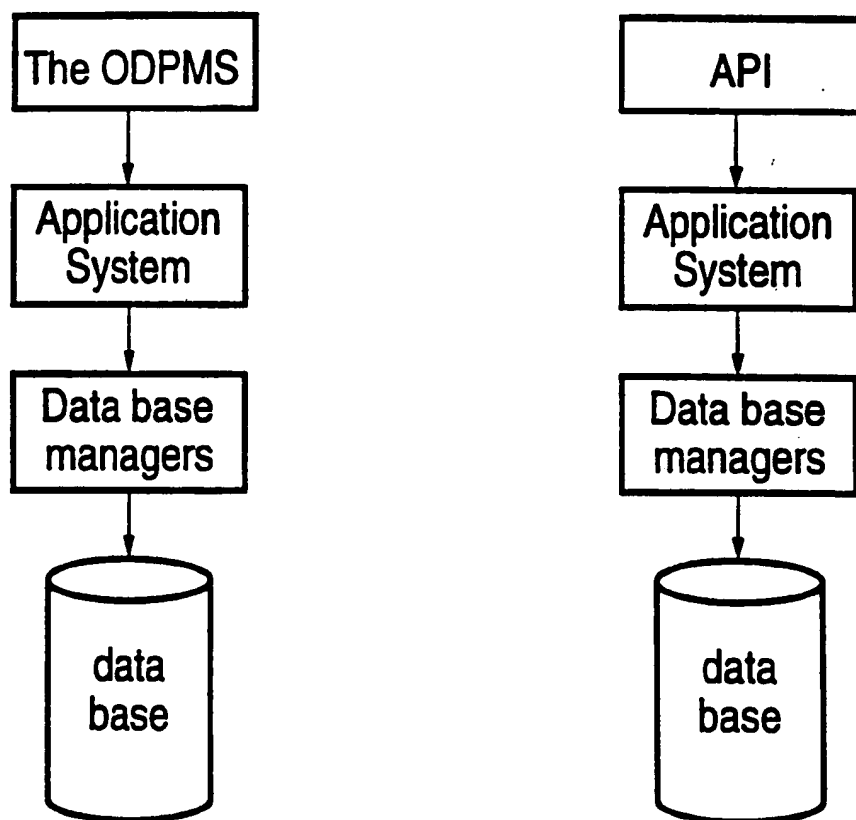 The ODPMS
Application
System
Data base
managers
data
base
API
Application
System
Data base
managers
data
base